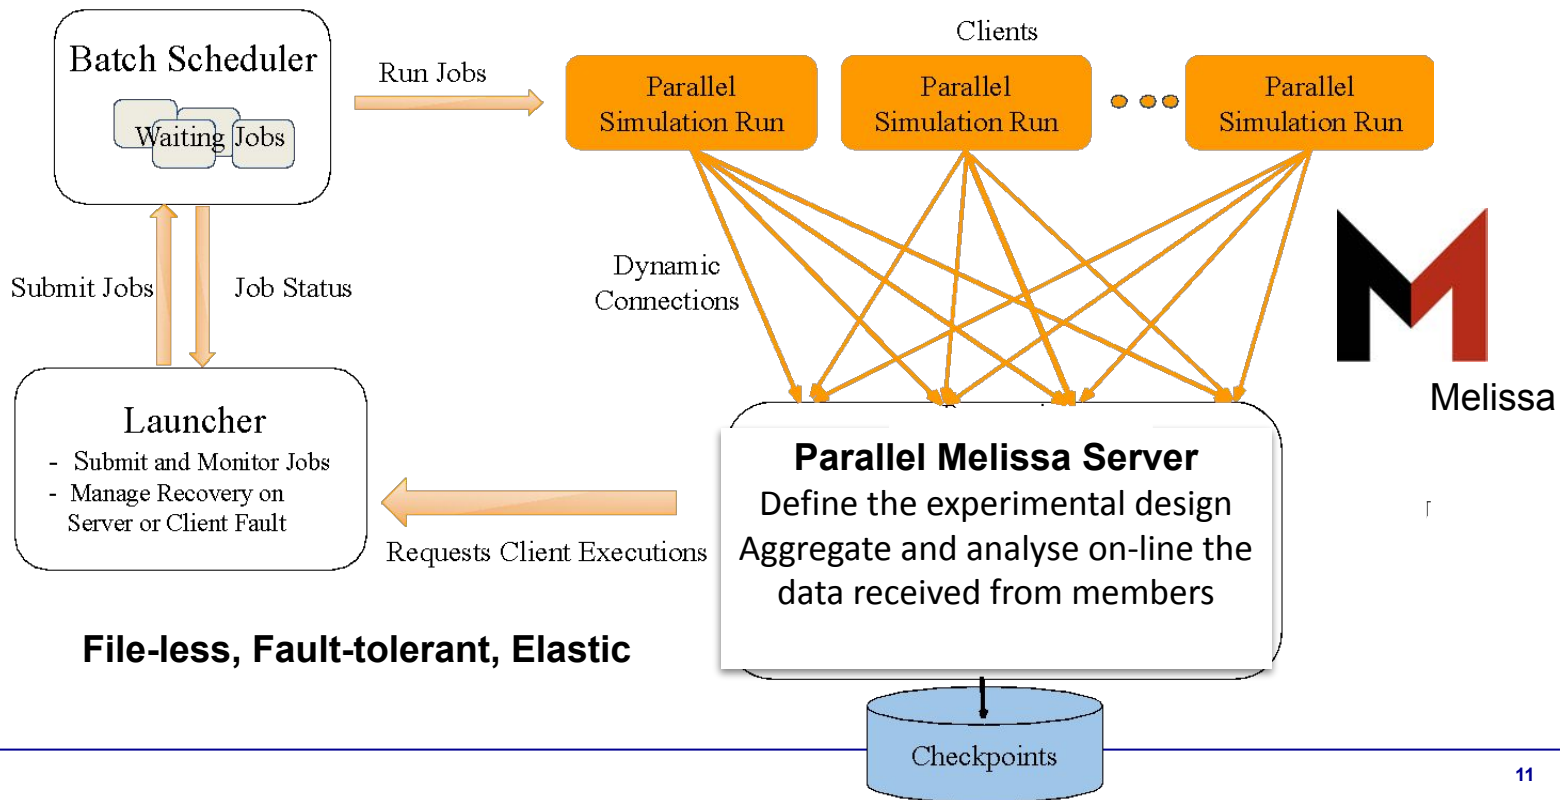 Clients
Batch Scheduler
Waiting Jobs
Run Jobs
Parallel
Simulation Run
Parallel
Simulation Run
Parallel
Simulation Run
Submit Jobs
Job Status
Dynamic
Connections
Melissa
Launcher
- Submit and Monitor Jobs
- Manage Recovery on
Server or Client Fault
Requests Client Executions
Parallel Melissa Server
Define the experimental design
Aggregate and analyse on-line the
data received from members
File-less, Fault-tolerant, Elastic
Checkpoints
11